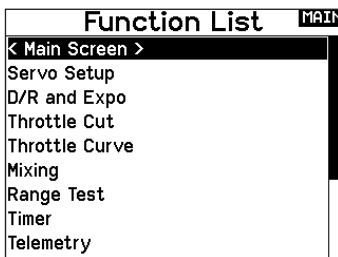 Function List MAIN
< Main Screen >
Servo Setup
D/R and Expo
Throttle Cut
Throttle Curve
Mixing
Range Test
Timer
Telemetry